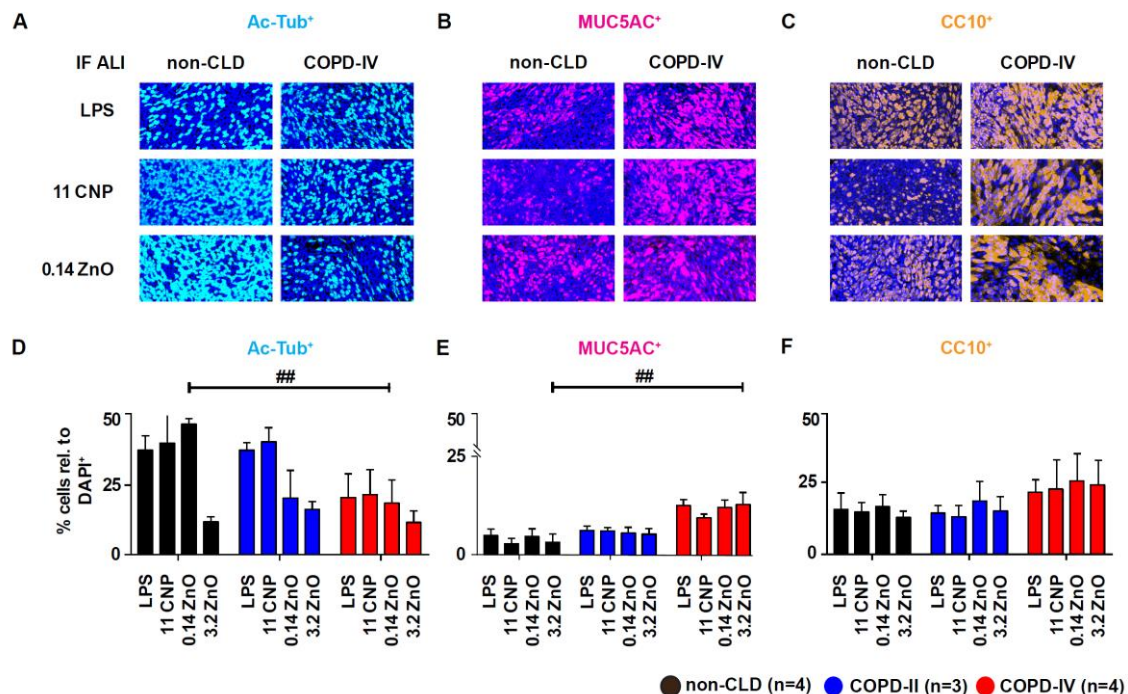 A Ac-Tub⁺ B MUC5AC⁺ C CC10⁺
IF ALI non-CLD COPD-IV non-CLD COPD-IV non-CLD COPD-IV
LPS
11 CNP
0.14 ZnO
D Ac-Tub⁺ E MUC5AC⁺ F CC10⁺
## ##
% cells rel. to
DAPI⁺
50 50 50
25 25 25
0 0 0
LPS 11 CNP 0.14 ZnO 3.2 ZnO LPS 11 CNP 0.14 ZnO 3.2 ZnO LPS 11 CNP 0.14 ZnO 3.2 ZnO LPS 11 CNP 0.14 ZnO 3.2 ZnO LPS 11 CNP 0.14 ZnO 3.2 ZnO LPS 11 CNP 0.14 ZnO 3.2 ZnO LPS 11 CNP 0.14 ZnO 3.2 ZnO LPS 11 CNP 0.14 ZnO 3.2 ZnO LPS 11 CNP 0.14 ZnO 3.2 ZnO
non-CLD (n=4) COPD-II (n=3) COPD-IV (n=4)